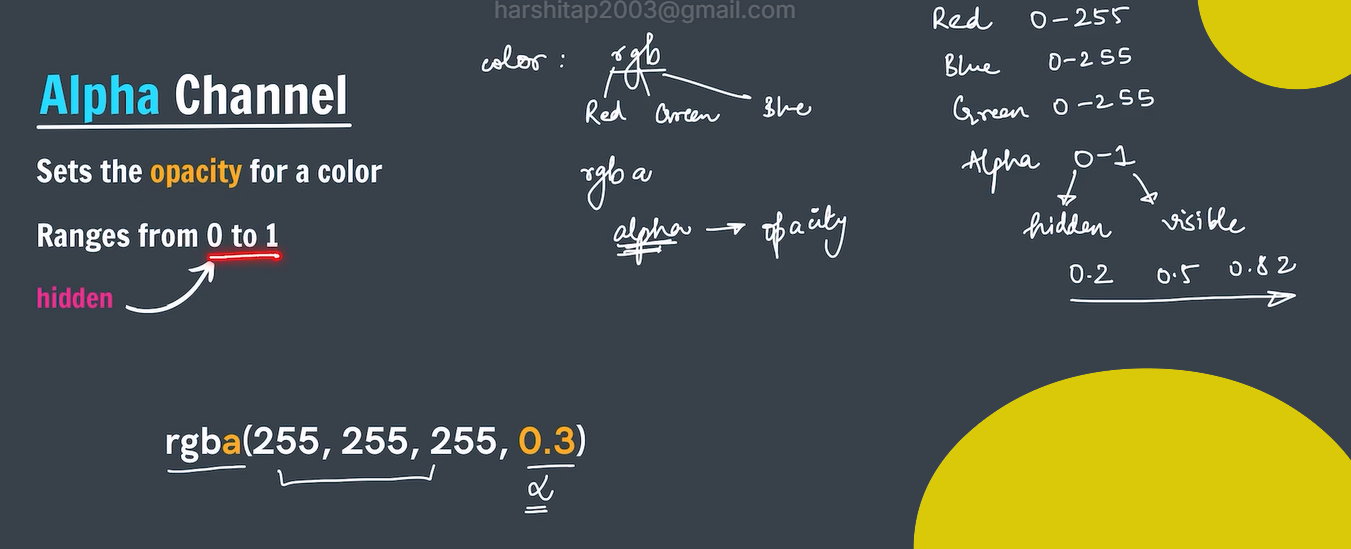 harshitap2003@gmail.com
Alpha Channel
Sets the opacity for a color
Ranges from 0 to 1
hidden
color : rgb
Red Green Blue
rgb a
alpha → opacity
Red 0-255
Blue 0-255
Green 0-255
Alpha 0-1
hidden visible
0.2 0.5 0.82
rgba(255, 255, 255, 0.3)
α